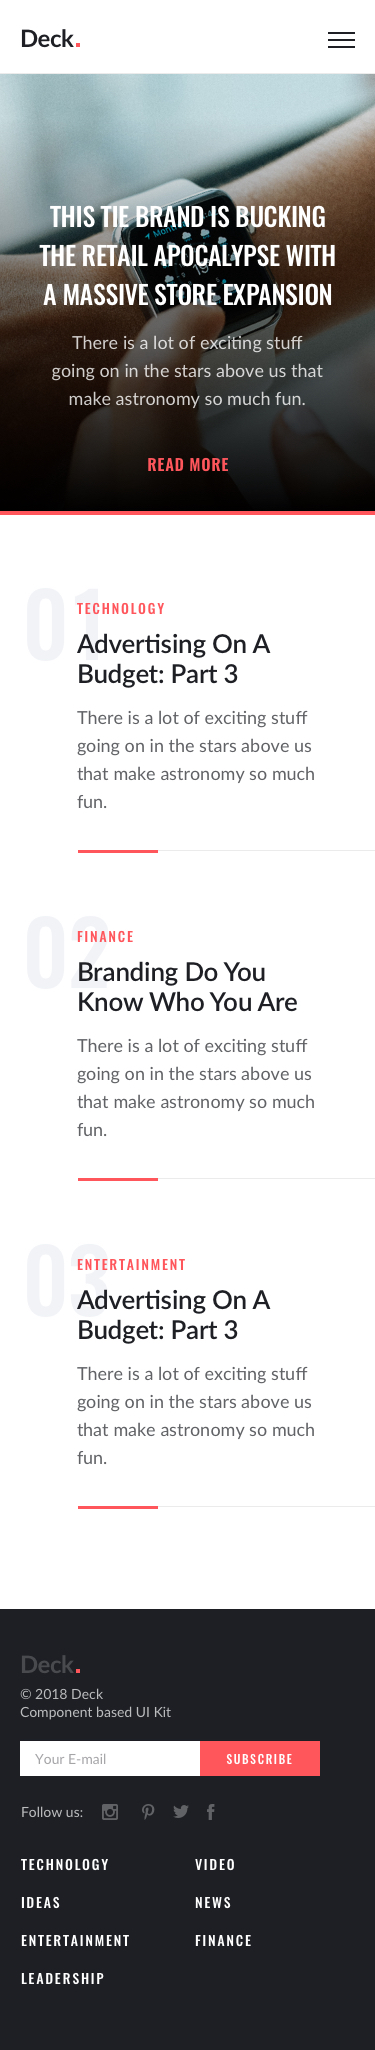 Deck.
THIS TIE BRAND IS BUCKING
THE RETAIL APOCALYPSE WITH
A MASSIVE STORE EXPANSION
There is a lot of exciting stuff
going on in the stars above us that
make astronomy so much fun.
READ MORE
01
TECHNOLOGY
Advertising On A
Budget: Part 3
There is a lot of exciting stuff
going on in the stars above us
that make astronomy so much
fun.
02
FINANCE
Branding Do You
Know Who You Are
There is a lot of exciting stuff
going on in the stars above us
that make astronomy so much
fun.
03
ENTERTAINMENT
Advertising On A
Budget: Part 3
There is a lot of exciting stuff
going on in the stars above us
that make astronomy so much
fun.
Deck.
© 2018 Deck
Component based UI Kit
Your E-mail
SUBSCRIBE
Follow us:
TECHNOLOGY
VIDEO
IDEAS
NEWS
ENTERTAINMENT
FINANCE
LEADERSHIP